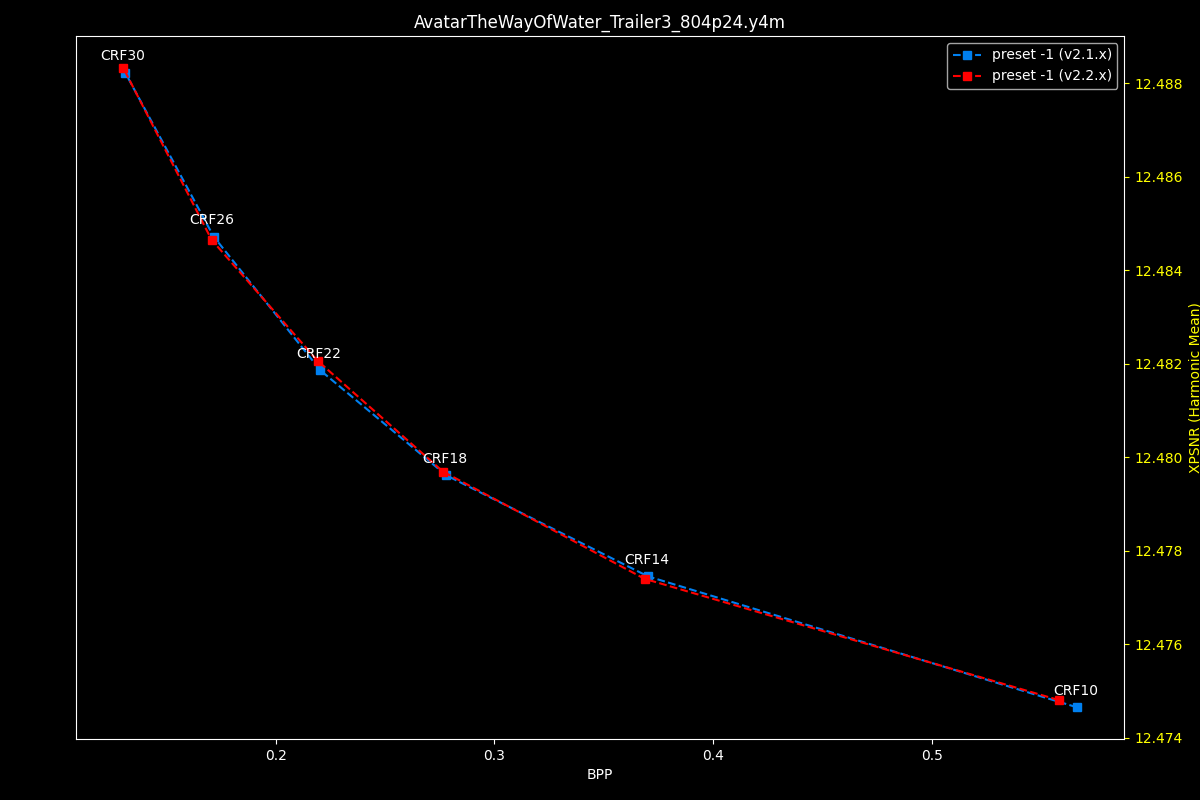 AvatarTheWayOfWater_Trailer3_804p24.y4m
preset -1 (v2.1.x)
preset -1 (v2.2.x)
CRF30
CRF26
CRF22
CRF18
CRF14
CRF10
12.488
12.486
12.484
12.482
12.480
12.478
12.476
12.474
XPSNR (Harmonic Mean)
0.2
0.3
0.4
0.5
BPP